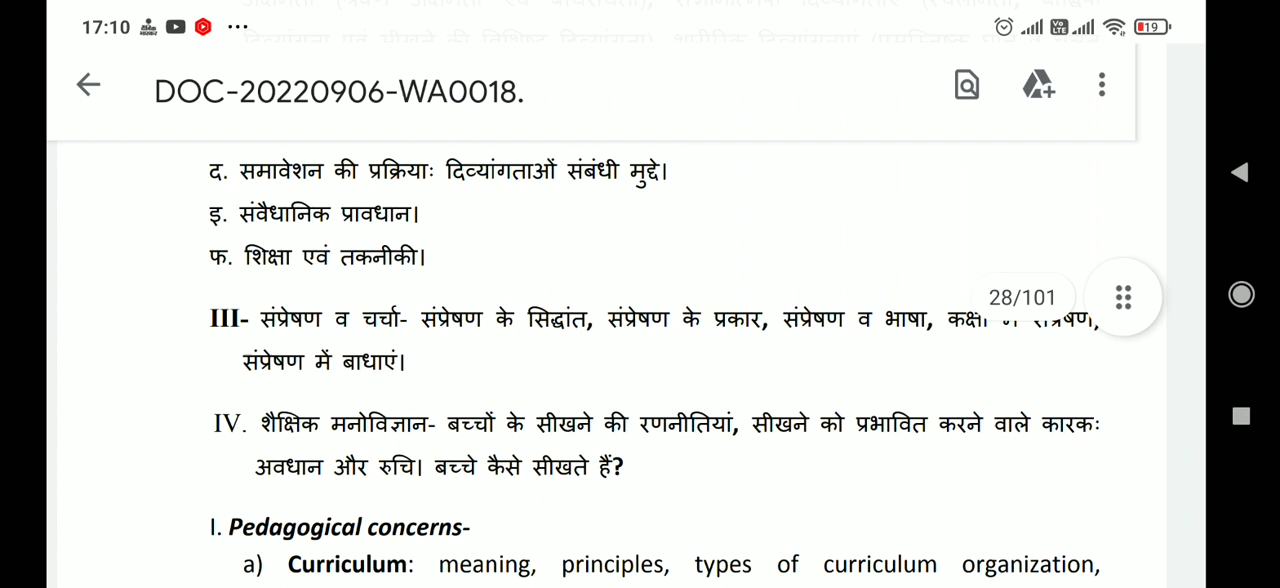 17:10 ...
19
DOC-20220906-WA0018.
द. समावेशन की प्रक्रियाः दिव्यांगताओं संबंधी मुद्दे।
इ. संवैधानिक प्रावधान।
फ. शिक्षा एवं तकनीकी।
28/101
III- संप्रेषण व चर्चा- संप्रेषण के सिद्धांत, संप्रेषण के प्रकार, संप्रेषण व भाषा, कक्षा
संप्रेषण में बाधाएं।
IV. शैक्षिक मनोविज्ञान- बच्चों के सीखने की रणनीतियां, सीखने को प्रभावित करने वाले कारकः
अवधान और रुचि। बच्चे कैसे सीखते हैं?
I. Pedagogical concerns-
a) Curriculum: meaning, principles, types of curriculum organization,